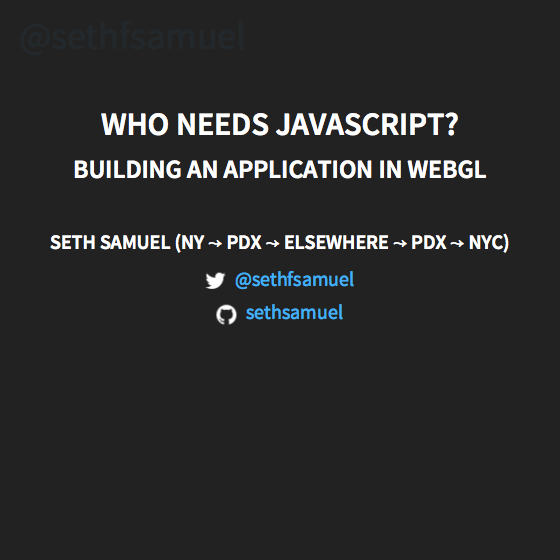 @sethfsamuel
WHO NEEDS JAVASCRIPT?
BUILDING AN APPLICATION IN WEBGL
SETH SAMUEL (NY → PDX → ELSEWHERE → PDX → NYC)
@sethfsamuel
sethsamuel